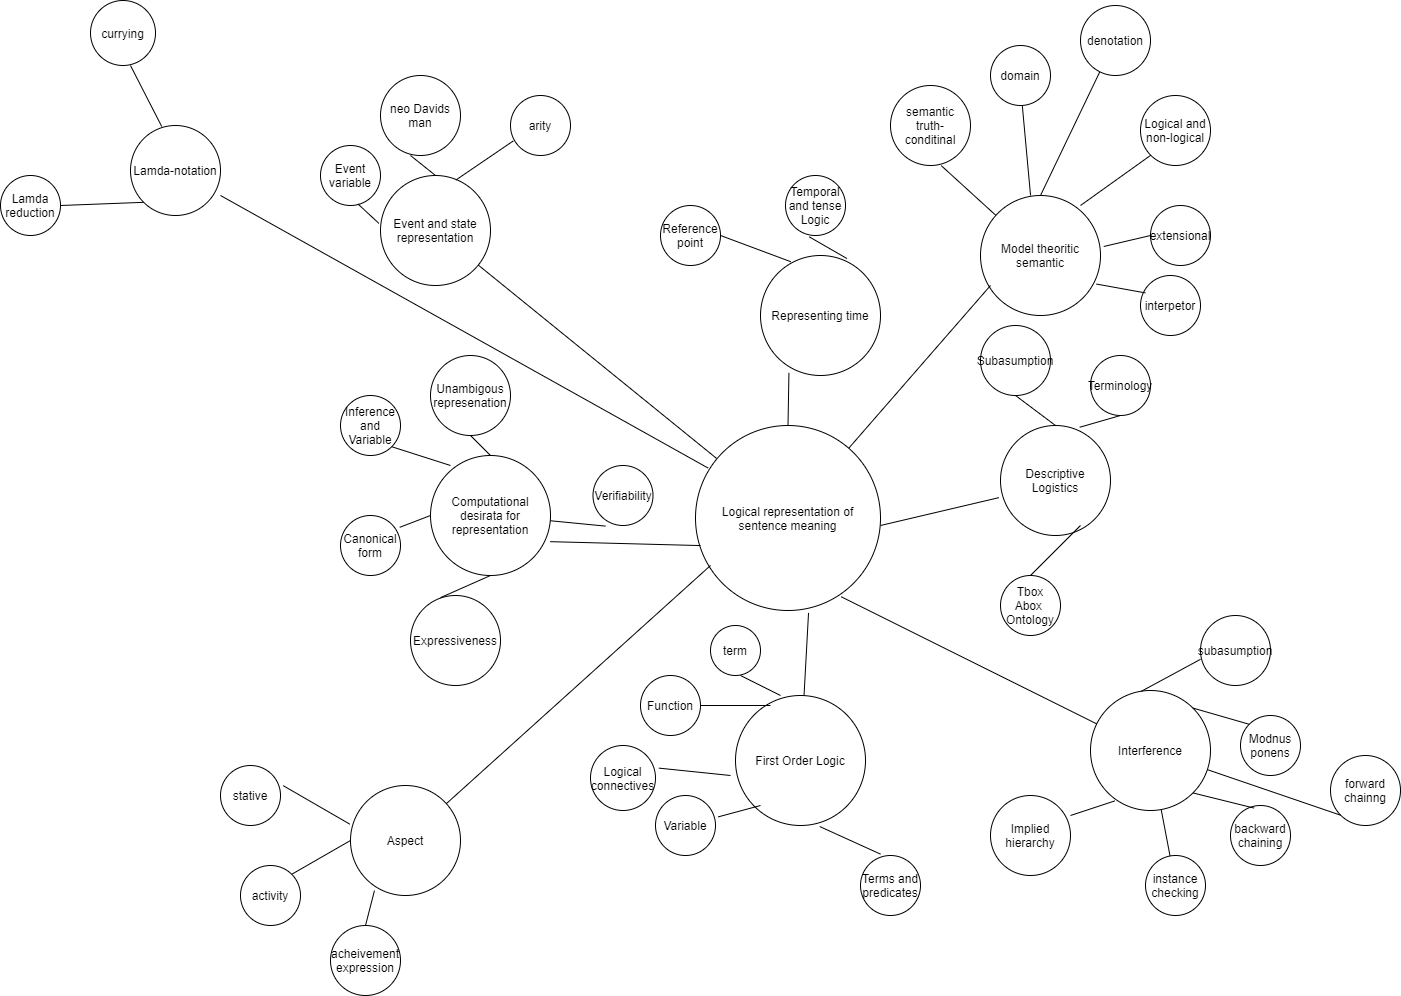 currying
Lamda-notation
Lamda
reduction
neo Davids
man
arity
Event
variable
Event and state
representation
Temporal
and tense
Logic
Reference
point
Representing time
denotation
domain
semantic
truth-
conditinal
Logical and
non-logical
extensional
interpetor
Model theoritic
semantic
Subasumption
Terminology
Descriptive
Logistics
Tbox
Abox
Ontology
Unambigous
represenation
Inference
and
Variable
Computational
desirata for
representation
Verifiability
Canonical
form
Expressiveness
Logical representation of
sentence meaning
term
Function
Logical
connectives
Variable
First Order Logic
Terms and
predicates
subasumption
Modnus
ponens
forward
chainng
Interference
backward
chaining
Implied
hierarchy
instance
checking
stative
activity
Aspect
acheivement
expression